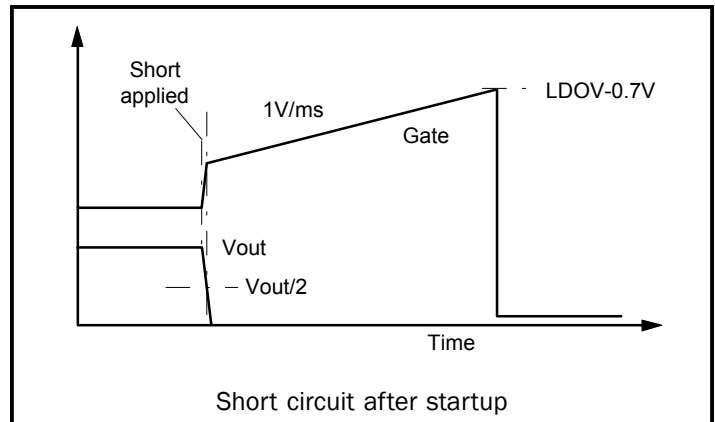 Short
applied
1V/ms
LDOV-0.7V
Gate
Vout
Vout/2
Time
Short circuit after startup